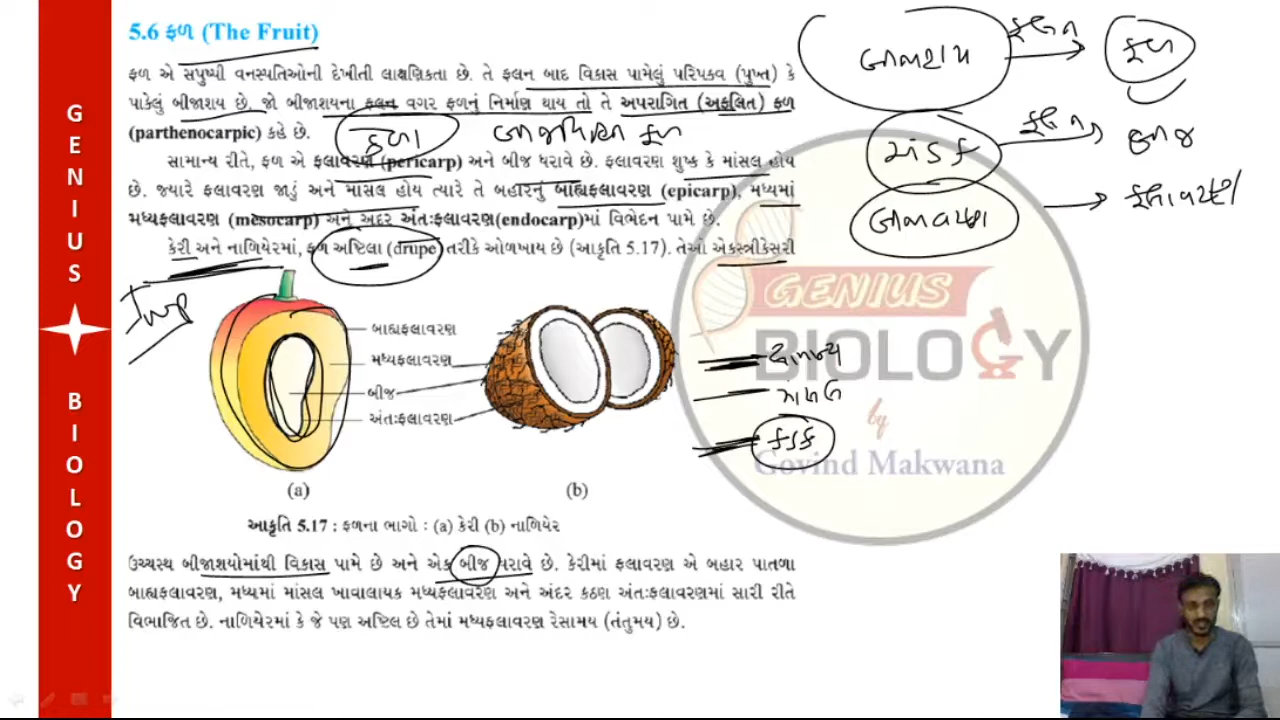 5.6 ફળ (The Fruit)
ફળ એ સપુષ્પી વનસ્પતિઓની દેખીતી લાક્ષણિકતા છે. તે ફલન બાદ વિકાસ પામેલું પરિપકવ (પુખ્ત) કે
પાકેલું બીજાશય છે. જો બીજાશયના ફલન વગર ફળનું નિર્માણ થાય તો તે અપરાગિત (અફલિત) ફળ
(parthenocarpic) કહે છે.
સામાન્ય રીતે, ફળ એ ફલાવરણ (pericarp) અને બીજ ધરાવે છે. ફલાવરણ શુષ્ક કે માંસલ હોય
છે. જ્યારે ફલાવરણ જાડું અને માંસલ હોય ત્યારે તે બહારનું બાહ્યફલાવરણ (epicarp), મધ્યમાં
મધ્યફલાવરણ (mesocarp) અને અંદર અંતઃફલાવરણ(endocarp)માં વિભેદન પામે છે.
કેરી અને નાળિયેરમાં, ફળ અષ્ટિલા (drupe) તરીકે ઓળખાય છે (આકૃતિ 5.17). તેઓ એકસ્ત્રીકેસરી
બાહ્યફલાવરણ
મધ્યફલાવરણ
બીજ
અંતઃફલાવરણ
(a)
(b)
આકૃતિ 5.17 : ફળના ભાગો : (a) કેરી (b) નાળિયેર
ઉચ્ચસ્થ બીજાશયોમાંથી વિકાસ પામે છે અને એક બીજ ધરાવે છે. કેરીમાં ફલાવરણ એ બહાર પાતળા
બાહ્યફલાવરણ, મધ્યમાં માંસલ ખાવાલાયક મધ્યફલાવરણ અને અંદર કઠણ અંતઃફલાવરણમાં સારી રીતે
વિભાજિત છે. નાળિયેરમાં કે જે પણ અષ્ટિલ છે તેમાં મધ્યફલાવરણ રેસામય (તંતુમય) છે.
બીજાશય
ફલન
ફળ
અંડક
ફલન
બીજ
ફલાવરણ
Imp
GENIUS
BIOLOGY
by
Govind Makwana
GENIUS
BIOLOGY